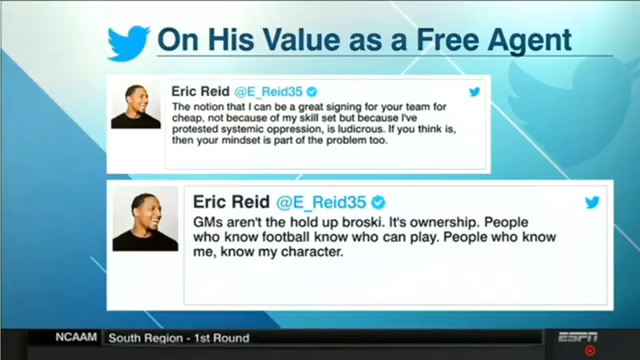 On His Value as a Free Agent
Eric Reid @E_Reid35
The notion that I can be a great signing for your team for
cheap, not because of my skill set but because I've
protested systemic oppression, is ludicrous. If you think is,
then your mindset is part of the problem too.
Eric Reid @E_Reid35
GMs aren't the hold up broski. It's ownership. People
who know football know who can play. People who know
me, know my character.
NCAAM South Region - 1st Round
ESPN